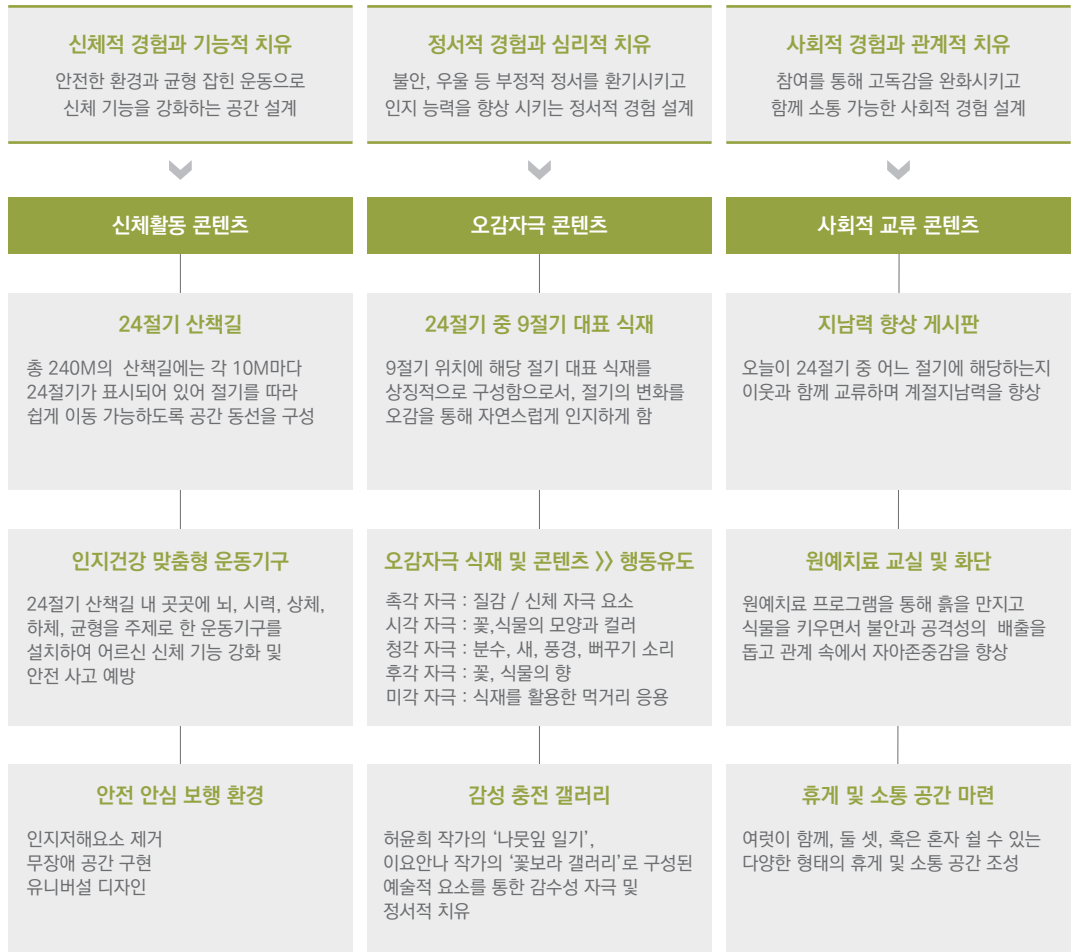 신체적 경험과 기능적 치유
안전한 환경과 균형 잡힌 운동으로
신체 기능을 강화하는 공간 설계
정서적 경험과 심리적 치유
불안, 우울 등 부정적 정서를 환기시키고
인지 능력을 향상 시키는 정서적 경험 설계
사회적 경험과 관계적 치유
참여를 통해 고독감을 완화시키고
함께 소통 가능한 사회적 경험 설계
신체활동 콘텐츠
오감자극 콘텐츠
사회적 교류 콘텐츠
24절기 산책길
총 240M의 산책길에는 각 10M마다
24절기가 표시되어 있어 절기를 따라
쉽게 이동 가능하도록 공간 동선을 구성
24절기 중 9절기 대표 식재
9절기 위치에 해당 절기 대표 식재를
상징적으로 구성함으로서, 절기의 변화를
오감을 통해 자연스럽게 인지하게 함
지남력 향상 게시판
오늘이 24절기 중 어느 절기에 해당하는지
이웃과 함께 교류하며 계절지남력을 향상
인지건강 맞춤형 운동기구
24절기 산책길 내 곳곳에 뇌, 시력, 상체,
하체, 균형을 주제로 한 운동기구를
설치하여 어르신 신체 기능 강화 및
안전 사고 예방
오감자극 식재 및 콘텐츠 》 행동유도
촉각 자극 : 질감 / 신체 자극 요소
시각 자극 : 꽃,식물의 모양과 컬러
청각 자극 : 분수, 새, 풍경, 뻐꾸기 소리
후각 자극 : 꽃, 식물의 향
미각 자극 : 식재를 활용한 먹거리 응용
원예치료 교실 및 화단
원예치료 프로그램을 통해 흙을 만지고
식물을 키우면서 불안과 공격성의 배출을
돕고 관계 속에서 자아존중감을 향상
안전 안심 보행 환경
인지저해요소 제거
무장애 공간 구현
유니버설 디자인
감성 충전 갤러리
허윤희 작가의 ‘나뭇잎 일기’,
이요안나 작가의 ‘꽃보라 갤러리’로 구성된
예술적 요소를 통한 감수성 자극 및
정서적 치유
휴게 및 소통 공간 마련
여럿이 함께, 둘 셋, 혹은 혼자 쉴 수 있는
다양한 형태의 휴게 및 소통 공간 조성